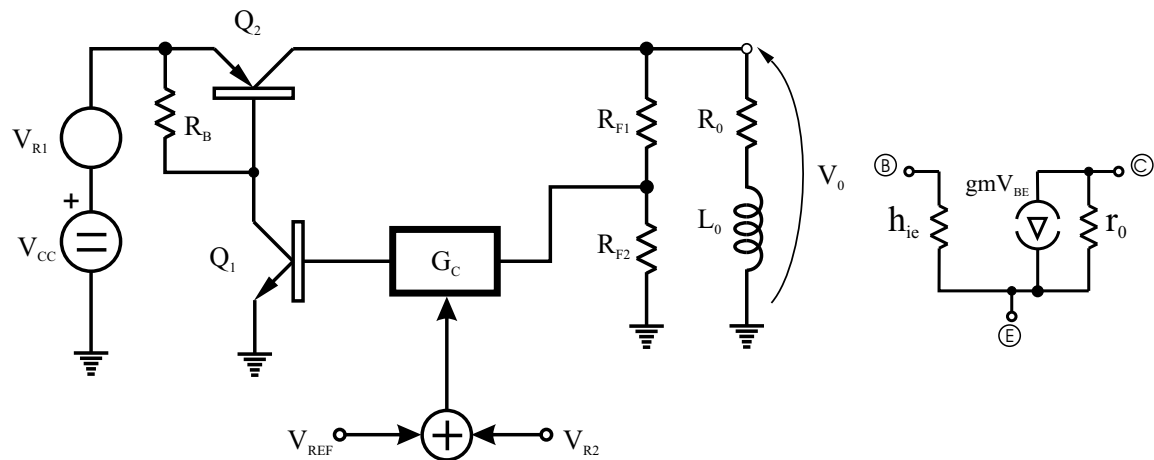 Q2
VR1
RB
+
VCC
Q1
GC
RF1
RF2
R0
L0
V0
VREF
+
VR2
B
hie
gmVBE
C
r0
E